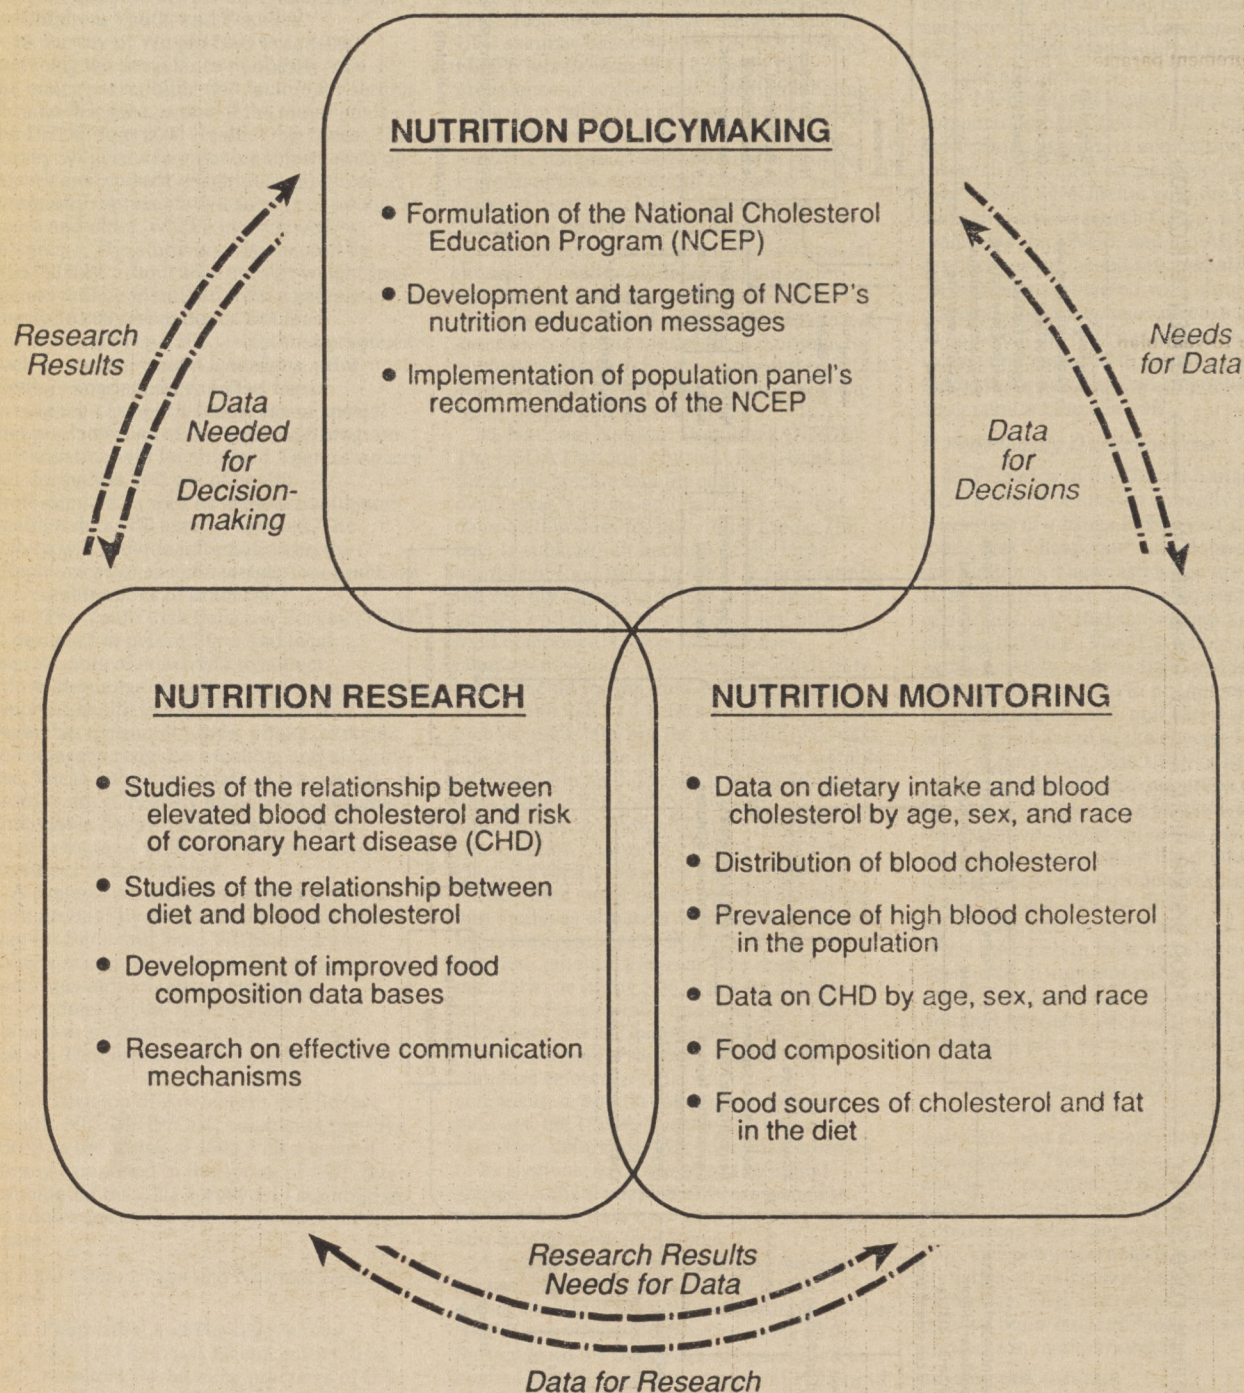 NUTRITION POLICYMAKING
• Formulation of the National Cholesterol
Education Program (NCEP)
• Development and targeting of NCEP's
nutrition education messages
• Implementation of population panel's
recommendations of the NCEP
Research
Results
Data
Needed
for
Decision-
making
Needs
for Data
Data
for
Decisions
NUTRITION RESEARCH
• Studies of the relationship between
elevated blood cholesterol and risk
of coronary heart disease (CHD)
• Studies of the relationship between
diet and blood cholesterol
• Development of improved food
composition data bases
• Research on effective communication
mechanisms
NUTRITION MONITORING
• Data on dietary intake and blood
cholesterol by age, sex, and race
• Distribution of blood cholesterol
• Prevalence of high blood cholesterol
in the population
• Data on CHD by age, sex, and race
• Food composition data
• Food sources of cholesterol and fat
in the diet
Research Results
Needs for Data
Data for Research